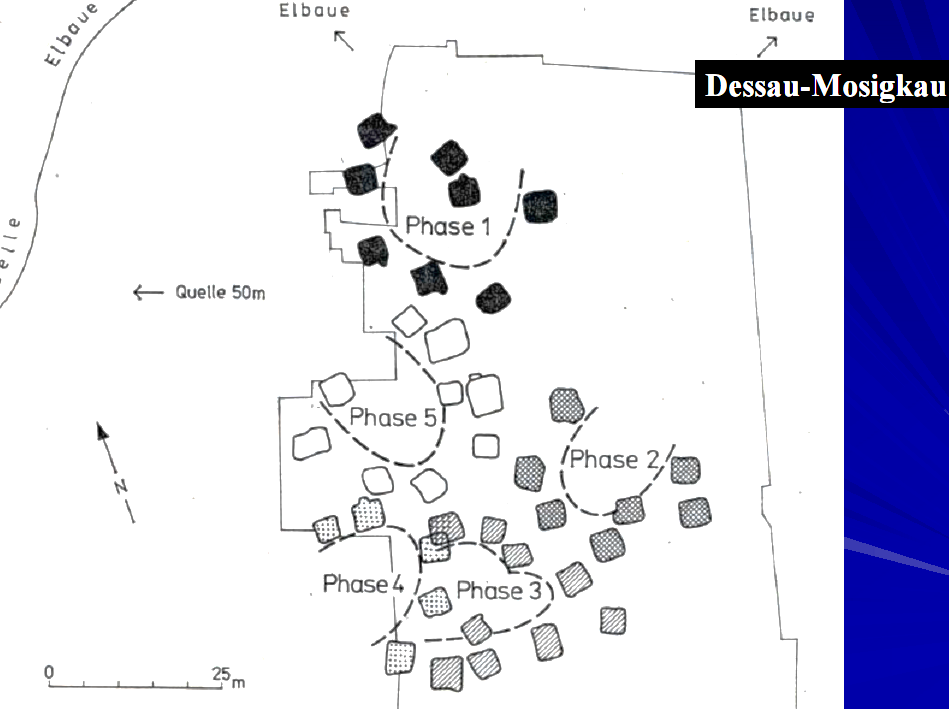 Elbaue
Elbaue
Elbaue
Dessau-Mosigkau
Phase 1
elle
← Quelle 50m
Phase 5
Phase 2
N
Phase 4
Phase 3
0
25m